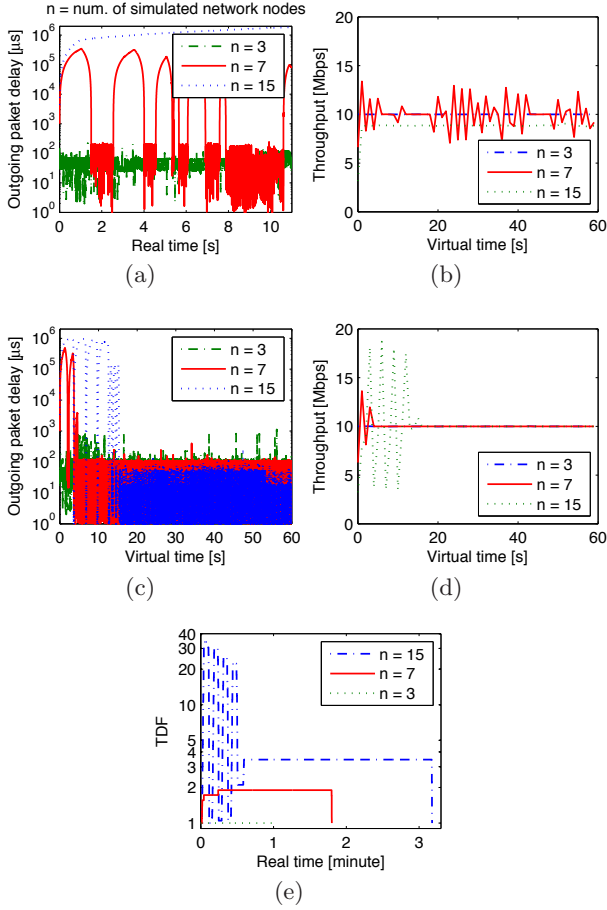 n = num. of simulated network nodes
Outgoing paket delay [µs]
10^6
10^5
10^4
10^3
10^2
10^1
10^0
n = 3
n = 7
n = 15
0 2 4 6 8 10
Real time [s]
(a)
Throughput [Mbps]
20
15
10
5
0
n = 3
n = 7
n = 15
0 20 40 60
Virtual time [s]
(b)
Outgoing paket delay [µs]
10^6
10^5
10^4
10^3
10^2
10^1
10^0
n = 3
n = 7
n = 15
0 10 20 30 40 50 60
Virtual time [s]
(c)
Throughput [Mbps]
20
15
10
5
0
n = 3
n = 7
n = 15
0 20 40 60
Virtual time [s]
(d)
TDF
40
30
20
10
4
3
2
1
n = 15
n = 7
n = 3
0 1 2 3
Real time [minute]
(e)